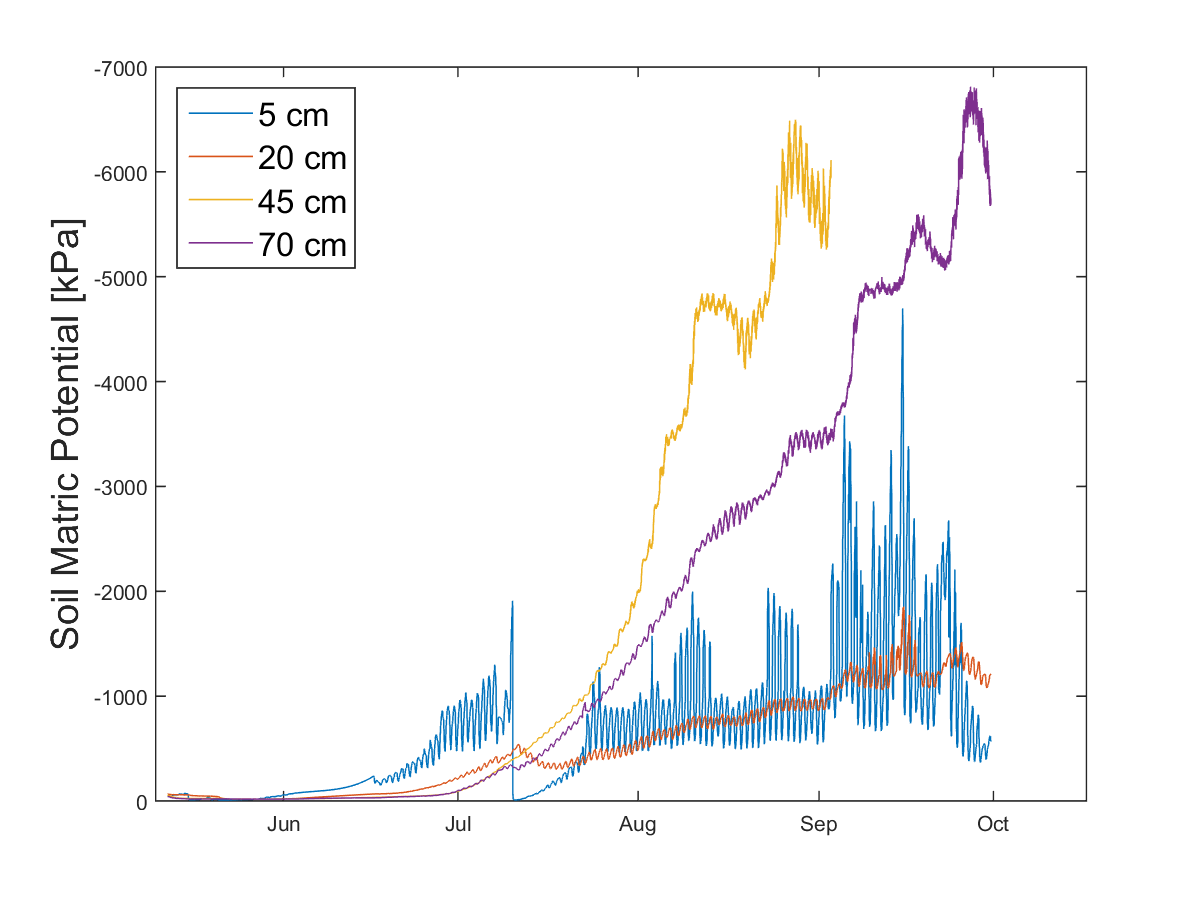 -7000
-6000
-5000
-4000
-3000
-2000
-1000
0
Soil Matric Potential [kPa]
5 cm
20 cm
45 cm
70 cm
Jun
Jul
Aug
Sep
Oct